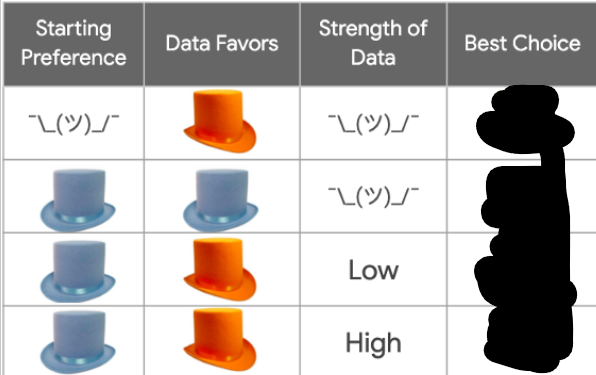 Starting Preference
Data Favors
Strength of Data
Best Choice
¯\_(ツ)_/¯
¯\_(ツ)_/¯
¯\_(ツ)_/¯
Low
High